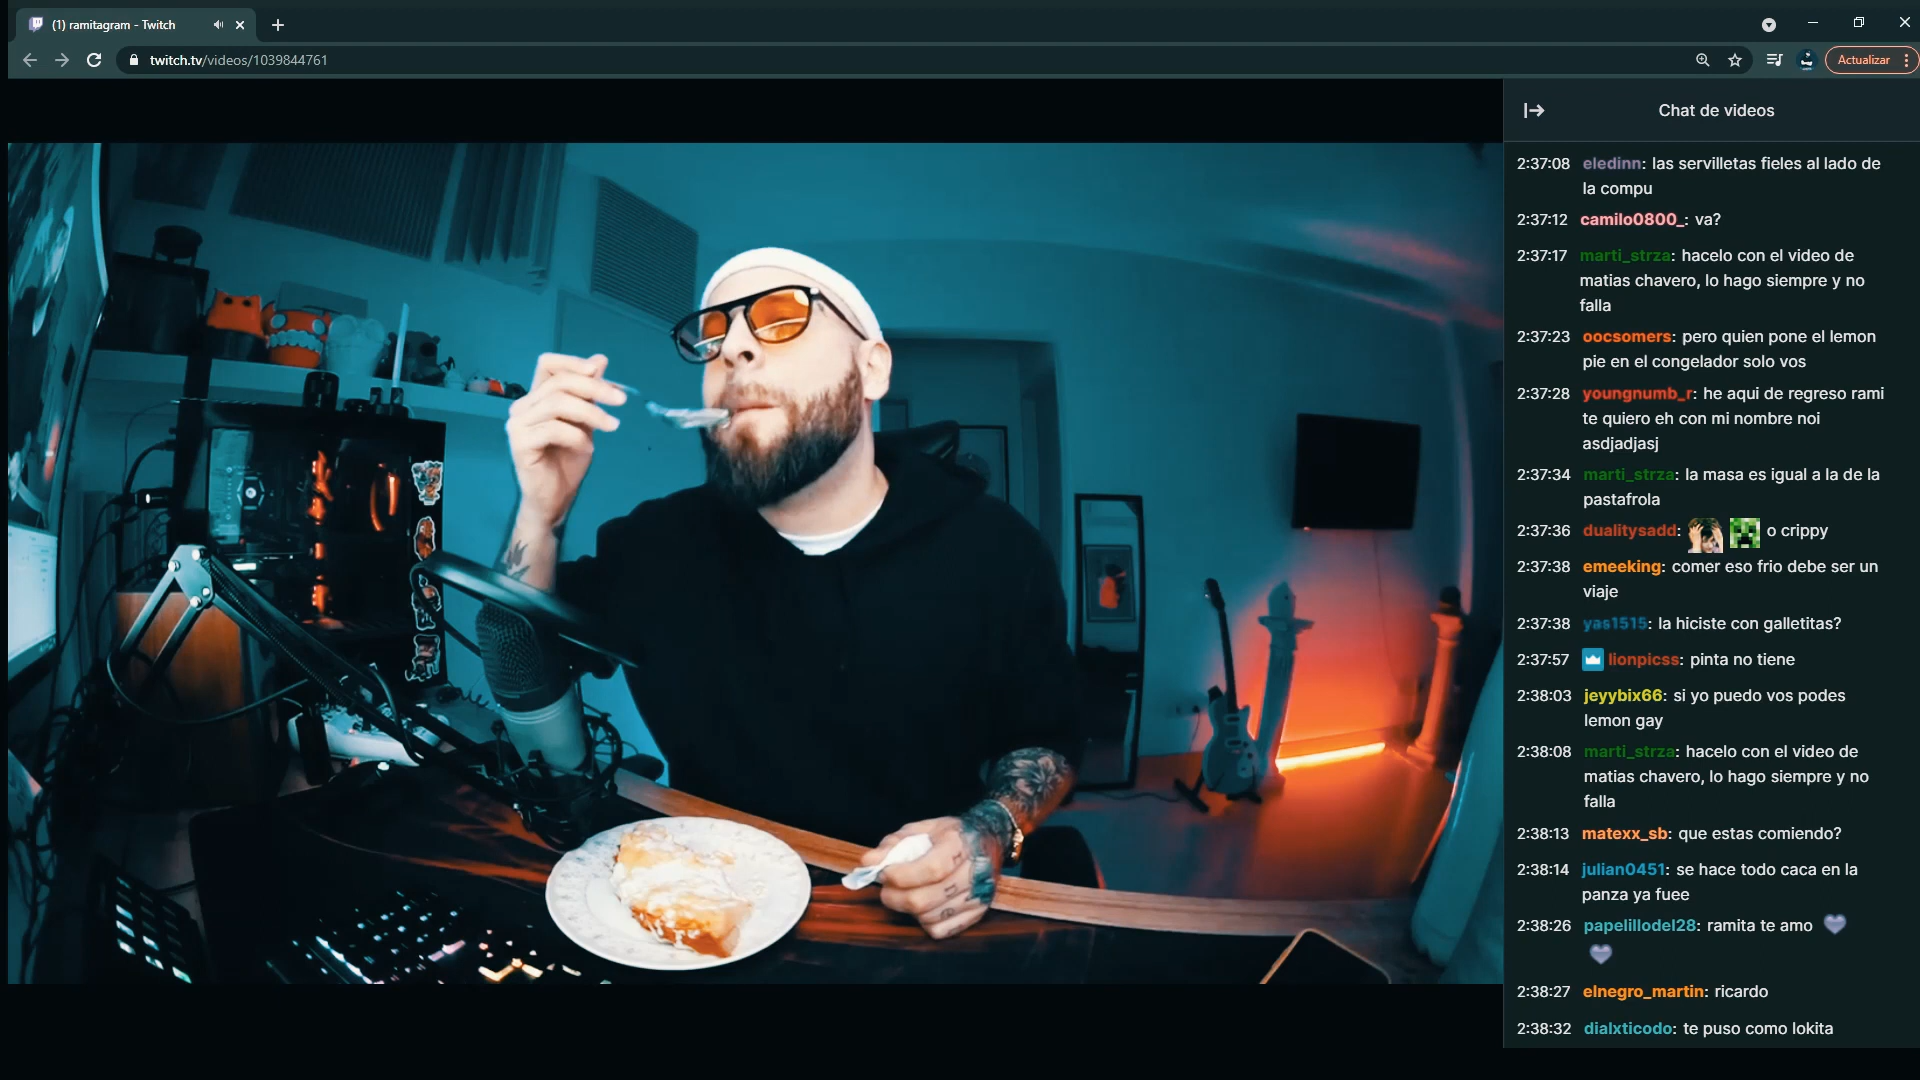 (1) ramitagram - Twitch
twitch.tv/videos/1039844761
Actualizar
Chat de videos
2:37:08 eledinn: las servilletas fieles al lado de
la compu
2:37:12 camilo0800_: va?
2:37:17 marti_strza: hacelo con el video de
matias chavero, lo hago siempre y no
falla
2:37:23 oocsomers: pero quien pone el lemon
pie en el congelador solo vos
2:37:28 youngnumb_r: he aqui de regreso rami
te quiero eh con mi nombre noi
asdjadjasj
2:37:34 marti_strza: la masa es igual a la de la
pastafrola
2:37:36 dualitysadd: o crippy
2:37:38 emeeking: comer eso frio debe ser un
viaje
2:37:38 yas1515: la hiciste con galletitas?
2:37:57 lionpicss: pinta no tiene
2:38:03 jeyybix66: si yo puedo vos podes
lemon gay
2:38:08 marti_strza: hacelo con el video de
matias chavero, lo hago siempre y no
falla
2:38:13 matexx_sb: que estas comiendo?
2:38:14 julian0451: se hace todo caca en la
panza ya fuee
2:38:26 papelillodel28: ramita te amo
2:38:27 elnegro_martin: ricardo
2:38:32 dialxticodo: te puso como lokita